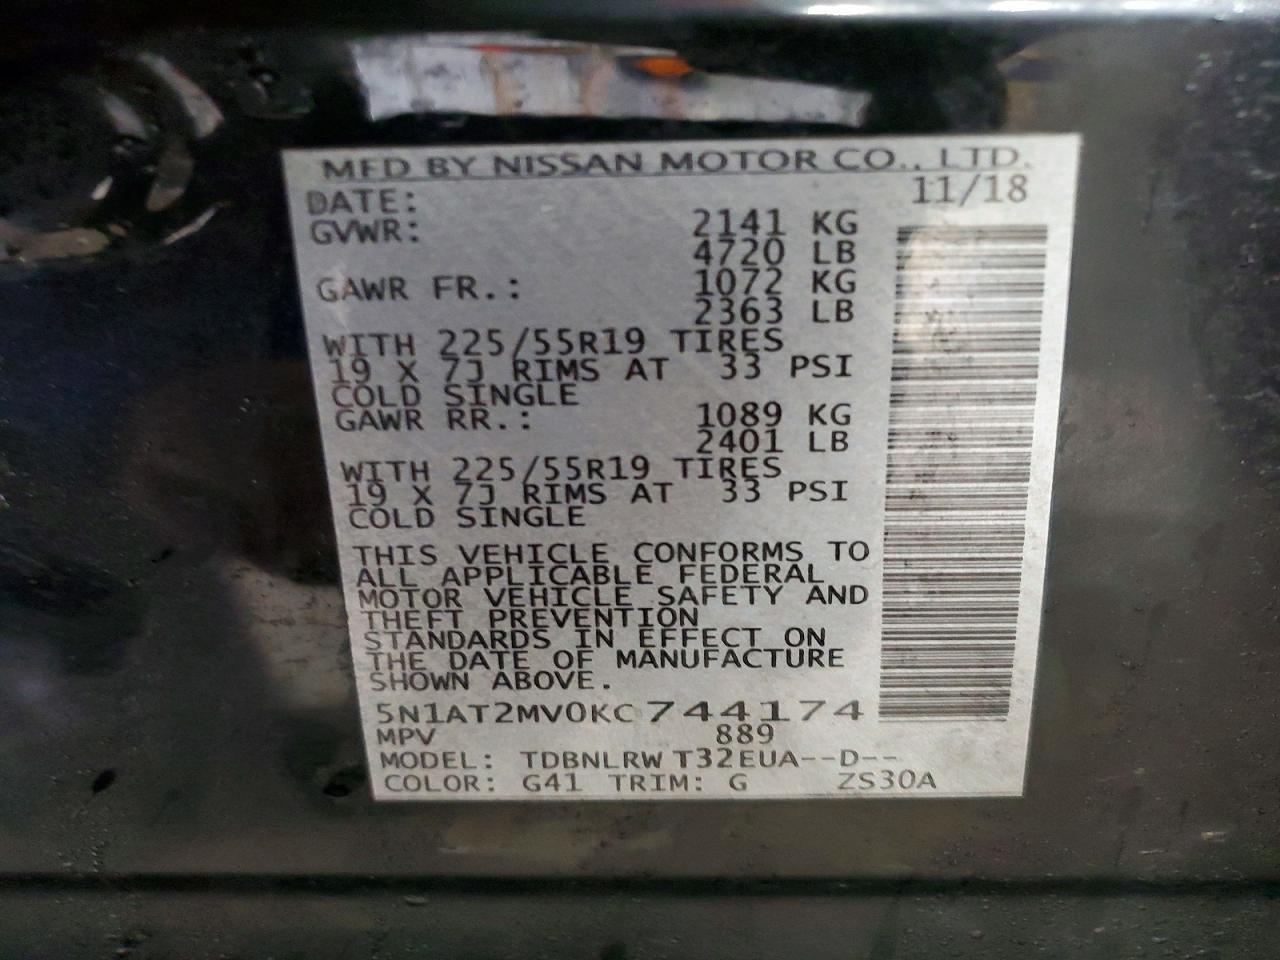 MFD BY NISSAN MOTOR CO., LTD.
DATE: 11/18
GVWR: 2141 KG
4720 LB
GAWR FR.: 1072 KG
2363 LB
WITH 225/55R19 TIRES
19 X 7J RIMS AT 33 PSI
COLD SINGLE
GAWR RR.: 1089 KG
2401 LB
WITH 225/55R19 TIRES
19 X 7J RIMS AT 33 PSI
COLD SINGLE
THIS VEHICLE CONFORMS TO
ALL APPLICABLE FEDERAL
MOTOR VEHICLE SAFETY AND
THEFT PREVENTION
STANDARDS IN EFFECT ON
THE DATE OF MANUFACTURE
SHOWN ABOVE.
5N1AT2MV0KC744174
MPV 889
MODEL: TDBNLRW T32EUA--D--
COLOR: G41 TRIM: G ZS30A